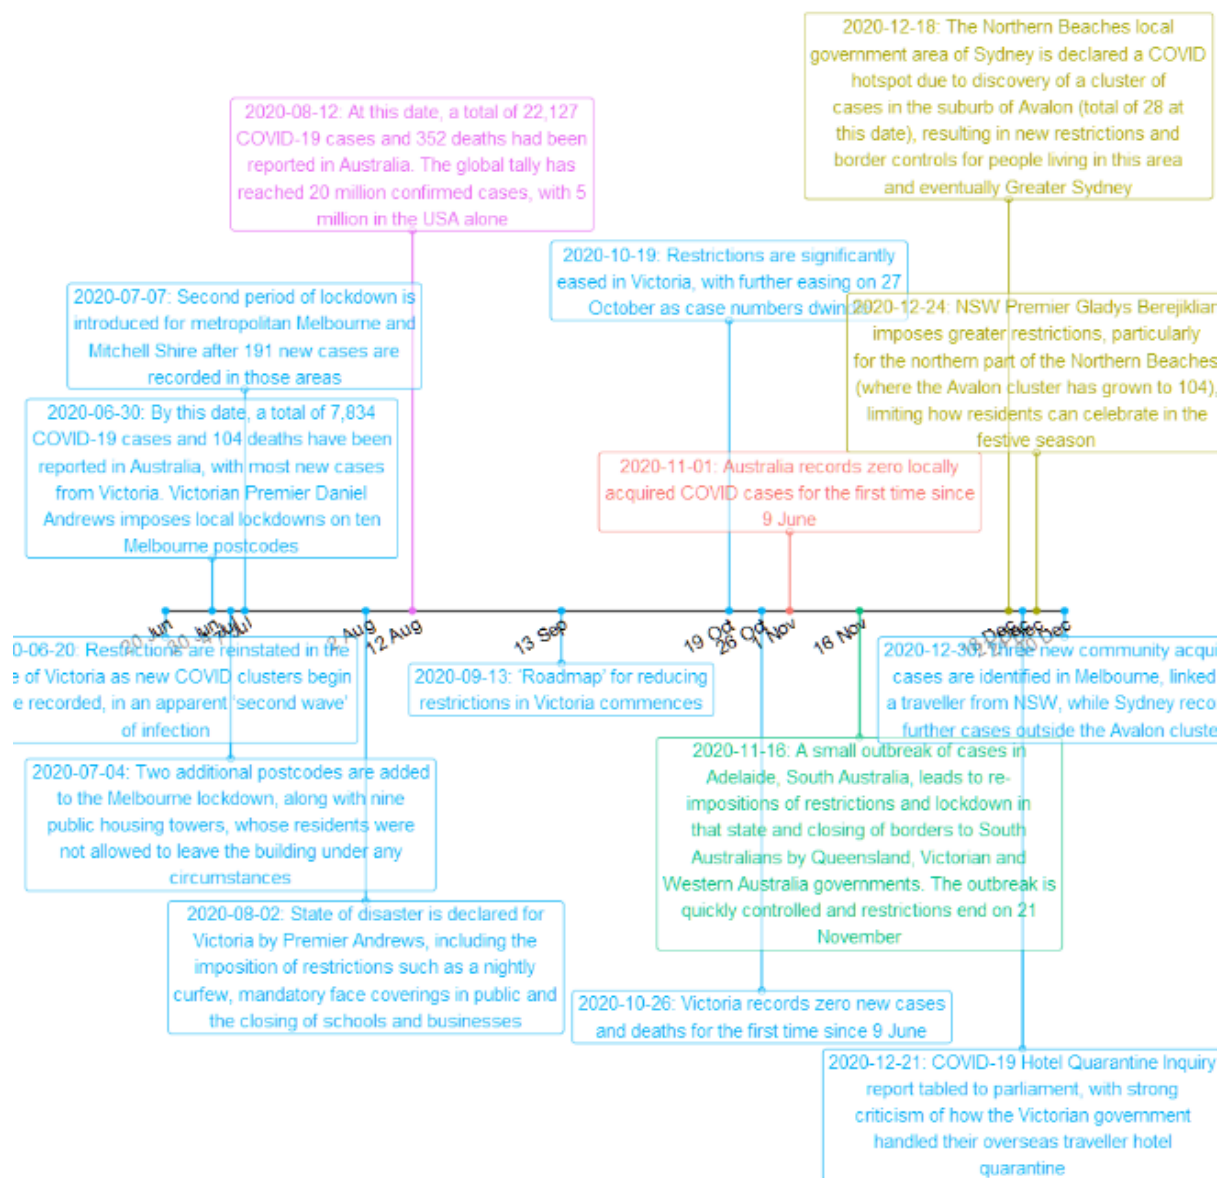 2020-12-18: The Northern Beaches local
government area of Sydney is declared a COVID
hotspot due to discovery of a cluster of
cases in the suburb of Avalon (total of 28 at
this date), resulting in new restrictions and
border controls for people living in this area
and eventually Greater Sydney
2020-08-12: At this date, a total of 22,127
COVID-19 cases and 352 deaths had been
reported in Australia. The global tally has
reached 20 million confirmed cases, with 5
million in the USA alone
2020-10-19: Restrictions are significantly
eased in Victoria, with further easing on 27
October as case numbers
2020-07-07: Second period of lockdown is
introduced for metropolitan Melbourne and
Mitchell Shire after 191 new cases are
recorded in those areas
2020-12-24: NSW Premier Gladys Berejiklian
imposes greater restrictions, particularly
for the northern part of the Northern Beaches
(where the Avalon cluster has grown to 104),
limiting how residents can celebrate in the
festive season
2020-06-30: By this date, a total of 7,834
COVID-19 cases and 104 deaths have been
reported in Australia, with most new cases
from Victoria. Victorian Premier Daniel
Andrews imposes local lockdowns on ten
Melbourne postcodes
2020-11-01: Australia records zero locally
acquired COVID cases for the first time since
9 June
20 Jun
30 Jun
Jul
2 Aug
12 Aug
13 Sep
19 Oct
26 Oct
1 Nov
16 Nov
Dec
Dec
0-06-20: Restrictions are reinstated in the
e of Victoria as new COVID clusters begin
e recorded, in an apparent 'second wave'
of infection
2020-09-13: 'Roadmap' for reducing
restrictions in Victoria commences
2020-12-30: Three new community acqui
cases are identified in Melbourne, linked
a traveller from NSW, while Sydney reco
further cases outside the Avalon cluste
2020-07-04: Two additional postcodes are added
to the Melbourne lockdown, along with nine
public housing towers, whose residents were
not allowed to leave the building under any
circumstances
2020-11-16: A small outbreak of cases in
Adelaide, South Australia, leads to re-
impositions of restrictions and lockdown in
that state and closing of borders to South
Australians by Queensland, Victorian and
Western Australia governments. The outbreak is
quickly controlled and restrictions end on 21
November
2020-08-02: State of disaster is declared for
Victoria by Premier Andrews, including the
imposition of restrictions such as a nightly
curfew, mandatory face coverings in public and
the closing of schools and businesses
2020-10-26: Victoria records zero new cases
and deaths for the first time since 9 June
2020-12-21: COVID-19 Hotel Quarantine Inquiry
report tabled to parliament, with strong
criticism of how the Victorian government
handled their overseas traveller hotel
quarantine